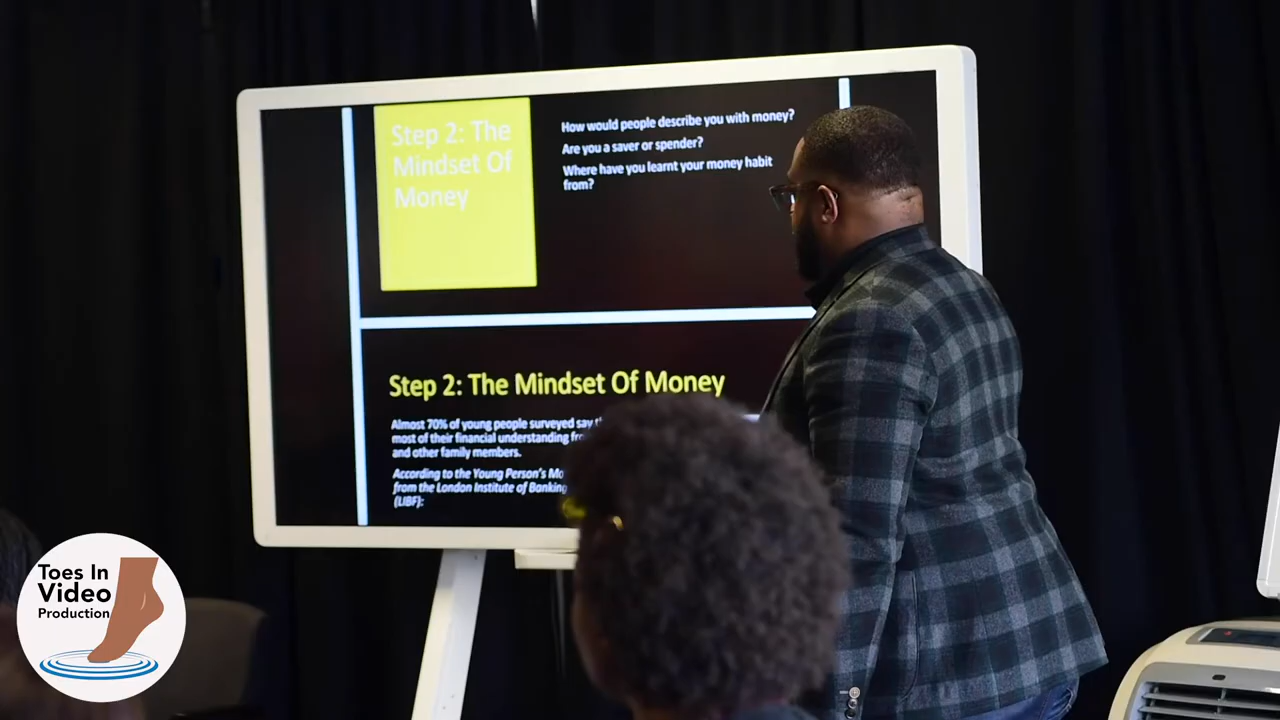 Step 2: The
Mindset Of
Money
How would people describe you with money?
Are you a saver or spender?
Where have you learnt your money habit
from?
Step 2: The Mindset Of Money
Almost 70% of young people surveyed say
most of their financial understanding
and other family members.
According to the Young Person's
from the London Institute of Banking
(LIBF):
Toes In
Video
Production